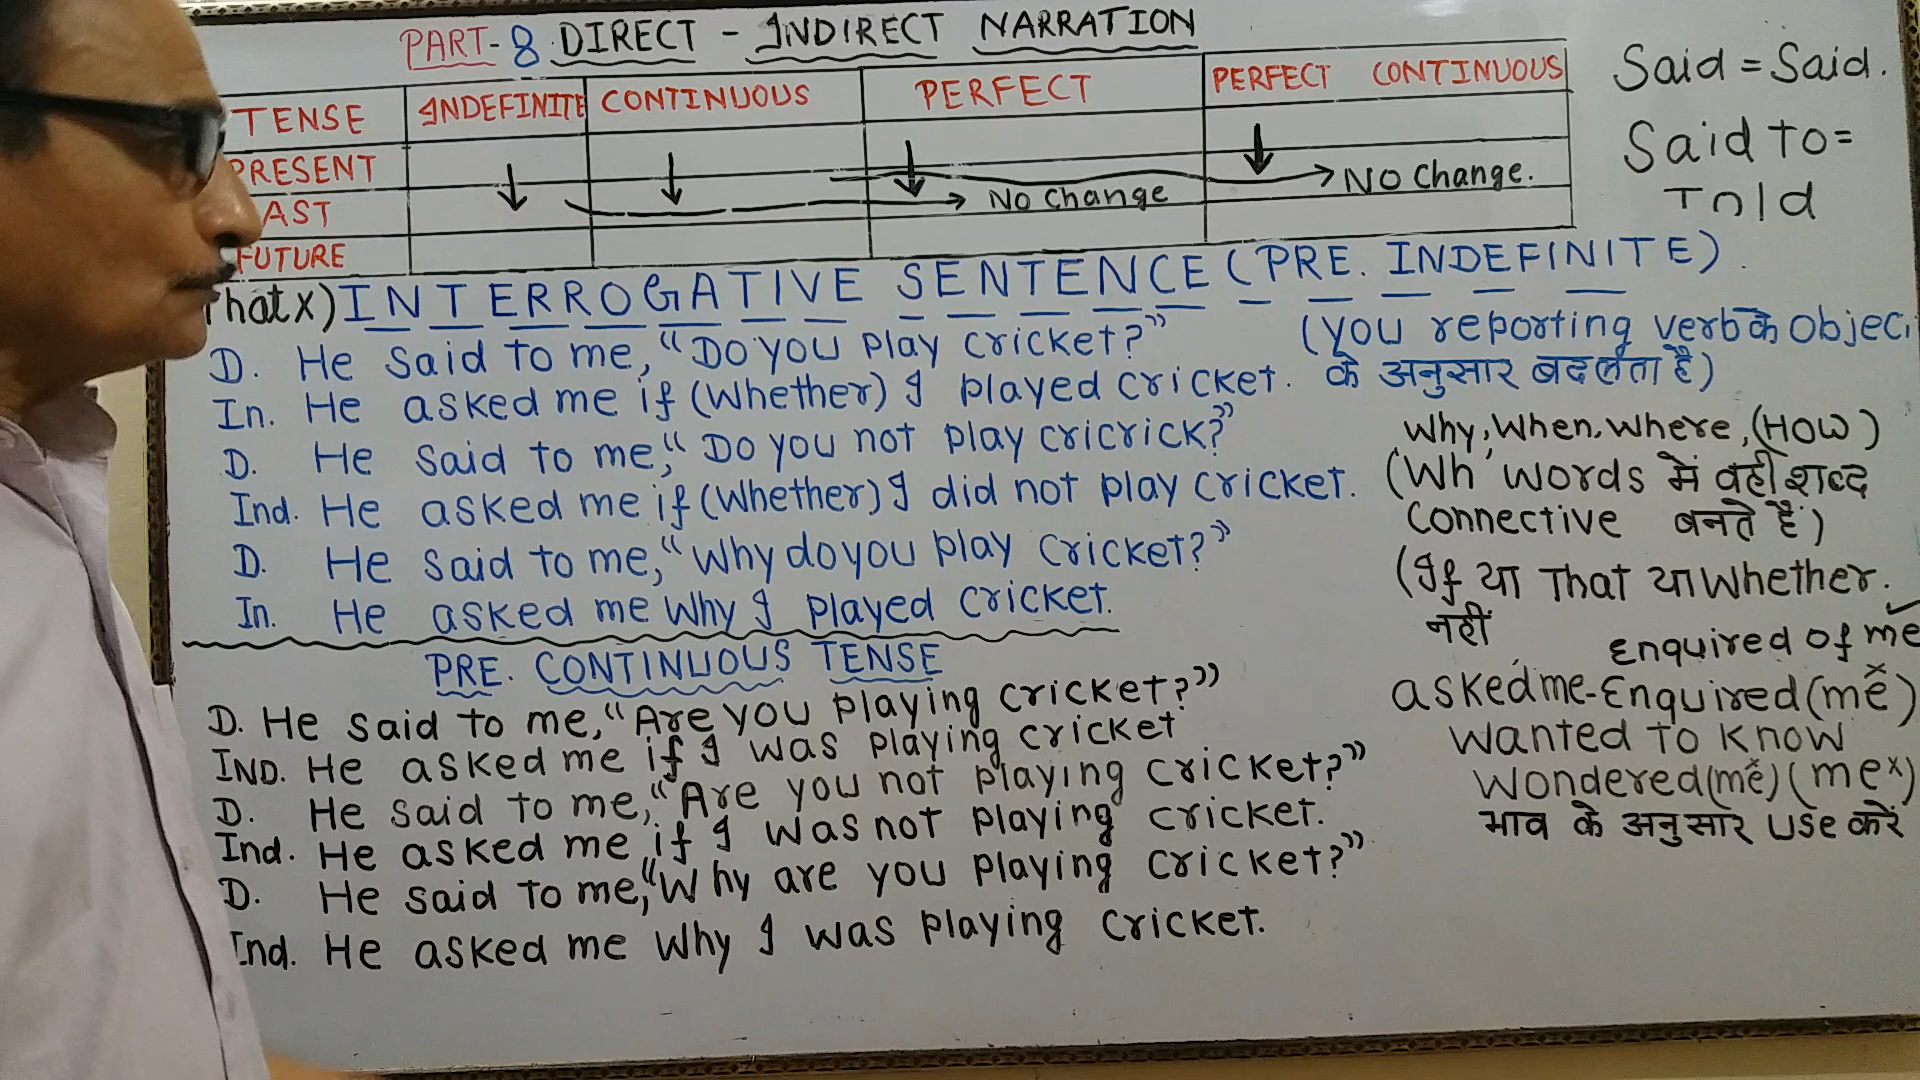 PART-8 DIRECT - INDIRECT NARRATION
TENSE INDEFINITE CONTINUOUS PERFECT PERFECT CONTINUOUS
PRESENT
AST
FUTURE
No Change
No Change.
Said = Said.
Said to =
Told
hat x) INTERROGATIVE SENTENCE (PRE. INDEFINITE).
D. He said to me, "Do you play cricket?"
In. He asked me if (Whether) I played cricket.
D. He said to me, "Do you not play cricrick?"
Ind. He asked me if (Whether) I did not play cricket.
D. He said to me, "Why do you play cricket?"
In. He asked me why I played cricket.
PRE. CONTINUOUS TENSE
D. He said to me, "Are you playing cricket?"
IND. He asked me if I was playing cricket
D. He said to me, "Are you not playing cricket?"
Ind. He asked me if I was not playing cricket.
D. He said to me, "Why are you playing cricket?"
Ind. He asked me why I was playing cricket.
(you reporting verb के Objec
के अनुसार बदलता है)
Why, When, Where, (HOW)
(Wh' words में वही शब्द
Connective बनते हैं)
(If या That या Whether.
नहीं
Enquired of me
asked me - Enquired (me x)
Wanted to know
Wondered (me x) (me x)
भाव के अनुसार use करें